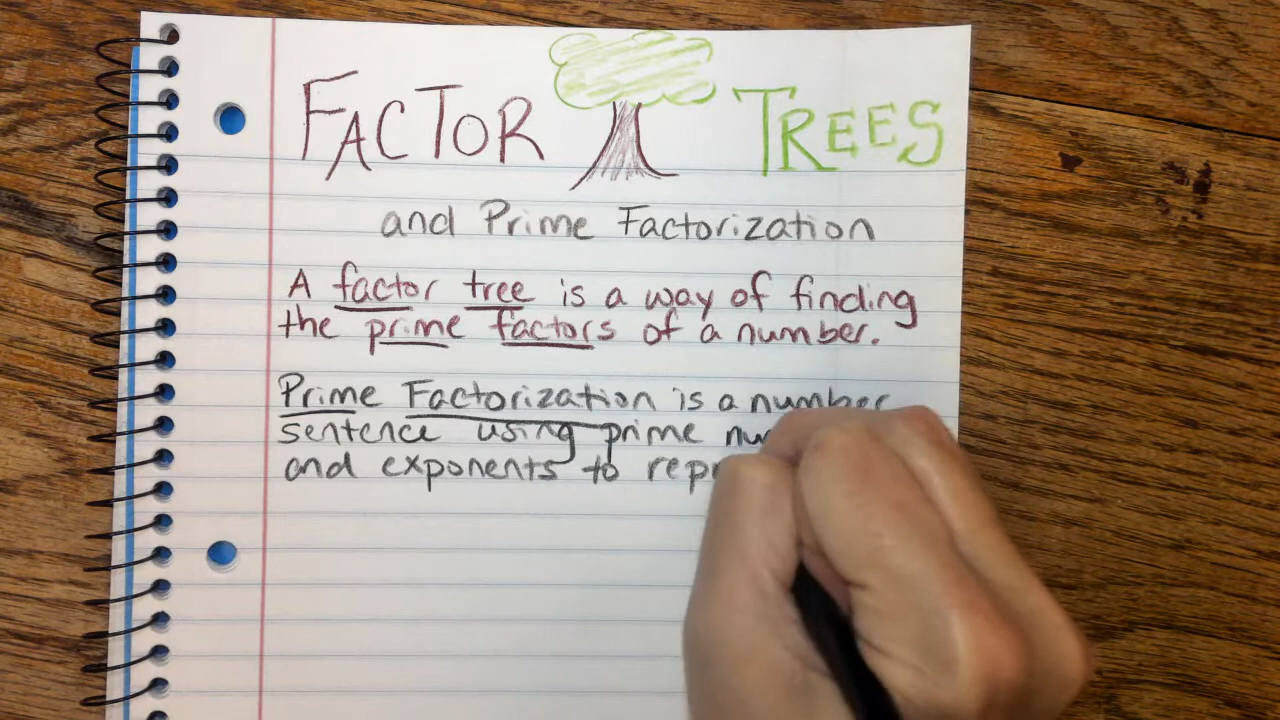 FACTOR TREES
and Prime Factorization
A factor tree is a way of finding
the prime factors of a number.
Prime Factorization is a number
sentence using prime
and exponents to